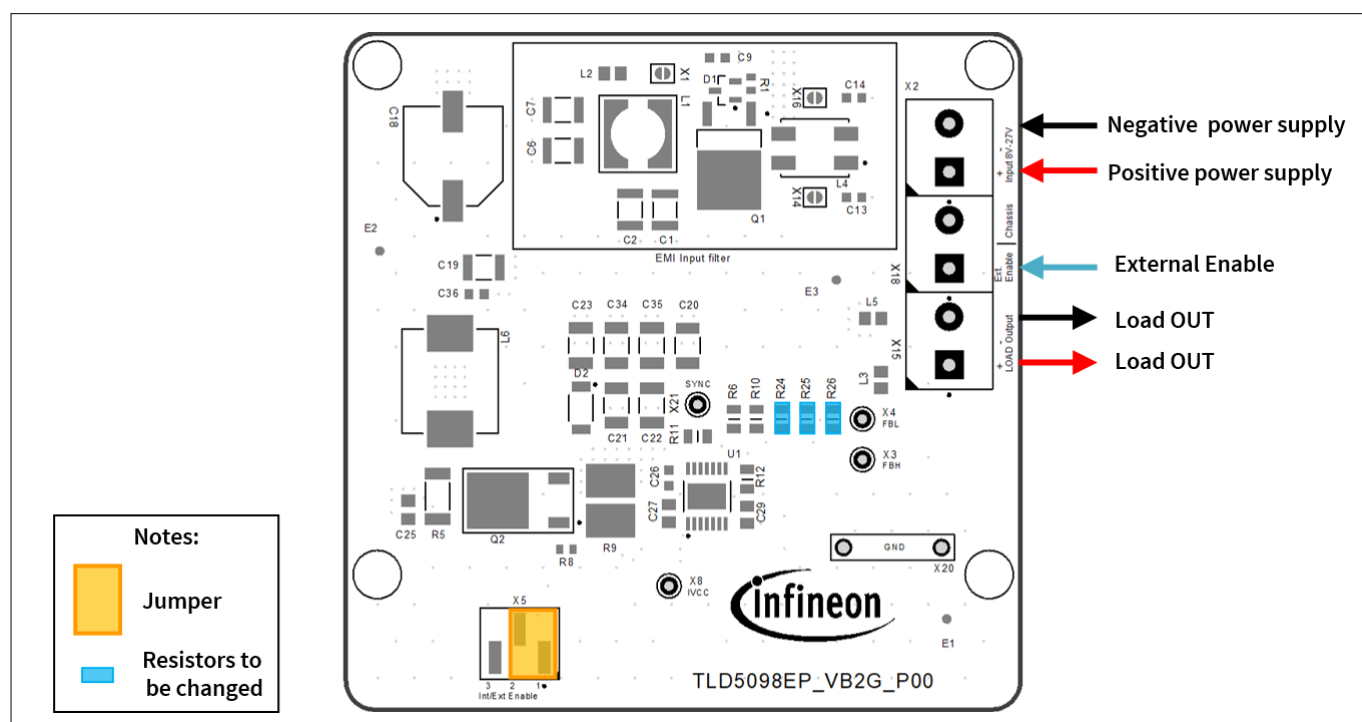 C9
L2
X1
D1
R1
C14
X16
X2
C7
L1
C18
C6
Negative power supply
- Input 8V-27V +
Positive power supply
L4
X14
C13
Q1
C2
C1
EMI Input filter
E2
Chassis
Ext. Enable
X18
External Enable
C19
C36
E3
L5
C23
C34
C35
C20
L6
X15
- LOAD Output +
Load OUT
Load OUT
D2
SYNC
X21
R6
R10
R24
R25
R26
L3
X4
FBL
C21
C22
R11
U1
X3
FBH
C26
R12
C27
C29
C25
R5
Q2
R9
R8
GND
X20
X8
IVCC
infineon
E1
X5
3 2 1
Int/Ext Enable
TLD5098EP_VB2G_P00
Notes:
Jumper
Resistors to
be changed